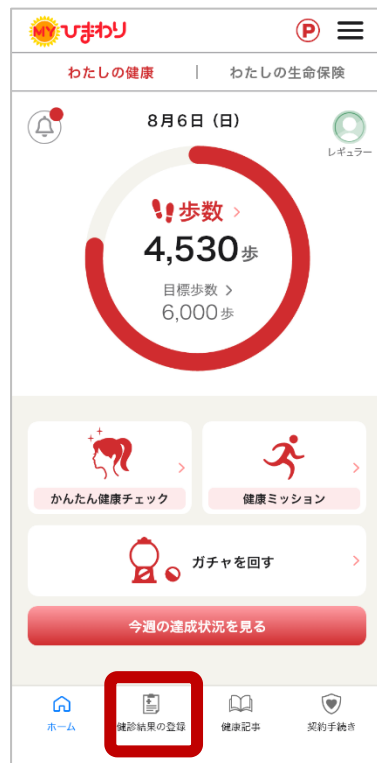 MYひまわり
P
わたしの健康 | わたしの生命保険
8月6日 (日)
レギュラー
歩数 >
4,530歩
目標歩数 >
6,000歩
かんたん健康チェック
健康ミッション
ガチャを回す
今週の達成状況を見る
ホーム 健診結果の登録 健康記事 契約手続き